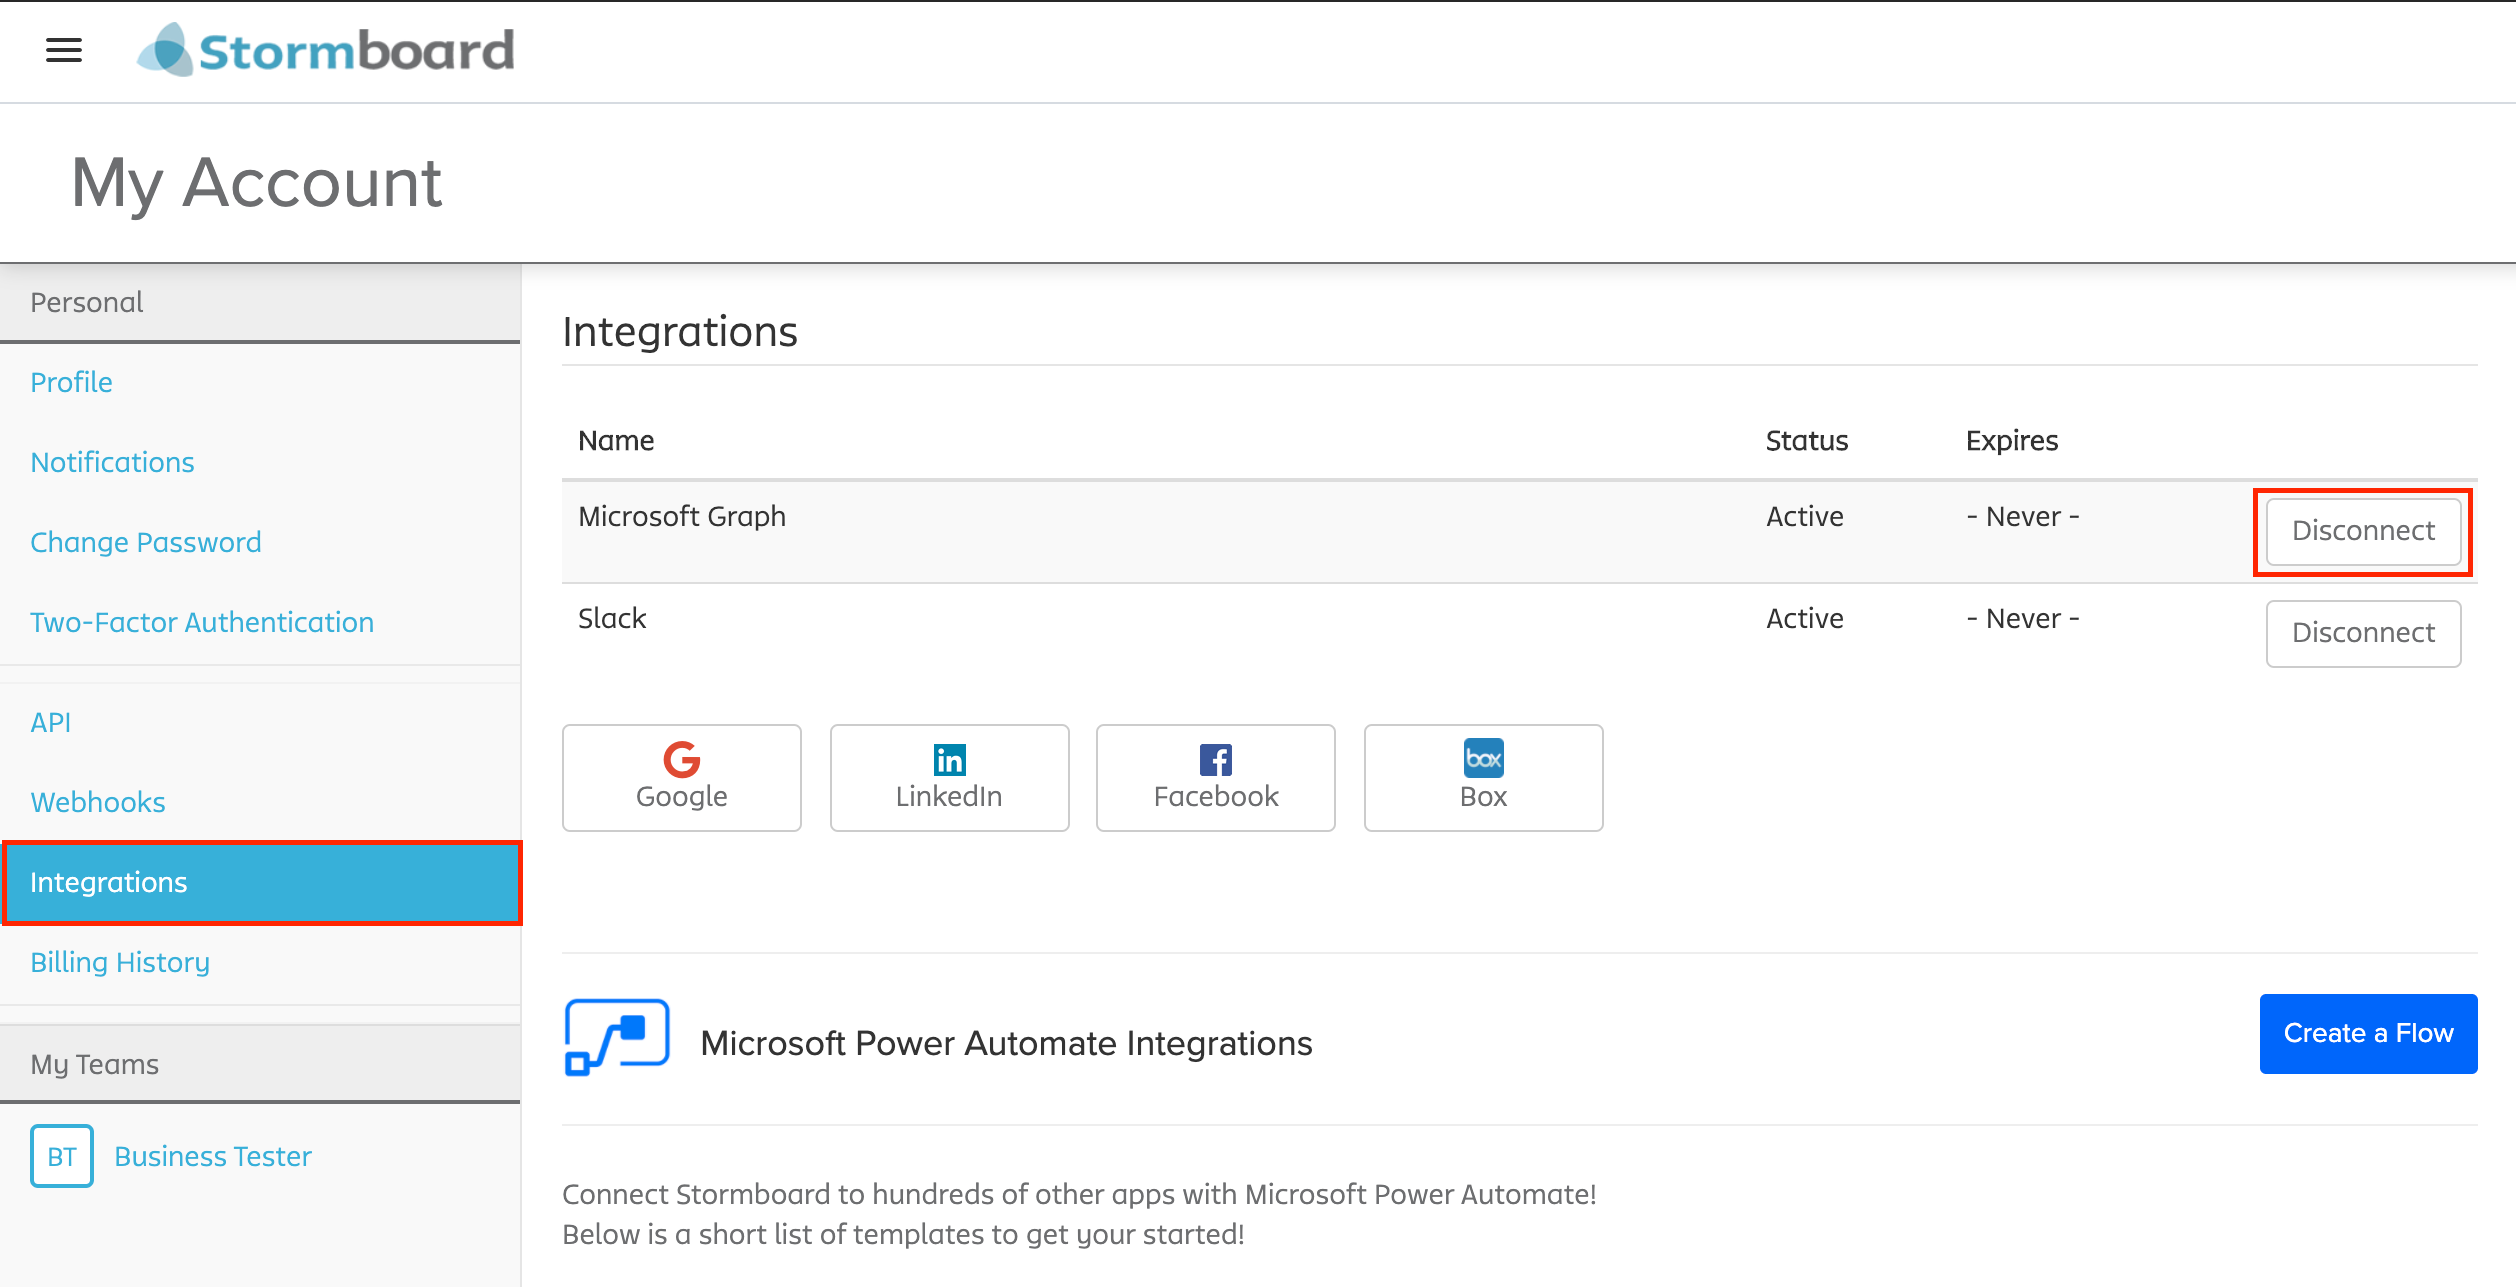 Stormboard
My Account
Personal
Profile
Notifications
Change Password
Two-Factor Authentication
API
Webhooks
Integrations
Billing History
My Teams
BT Business Tester
Integrations
Name Status Expires
Microsoft Graph Active - Never - Disconnect
Slack Active - Never - Disconnect
G in f box
Google LinkedIn Facebook Box
Microsoft Power Automate Integrations Create a Flow
Connect Stormboard to hundreds of other apps with Microsoft Power Automate!
Below is a short list of templates to get your started!